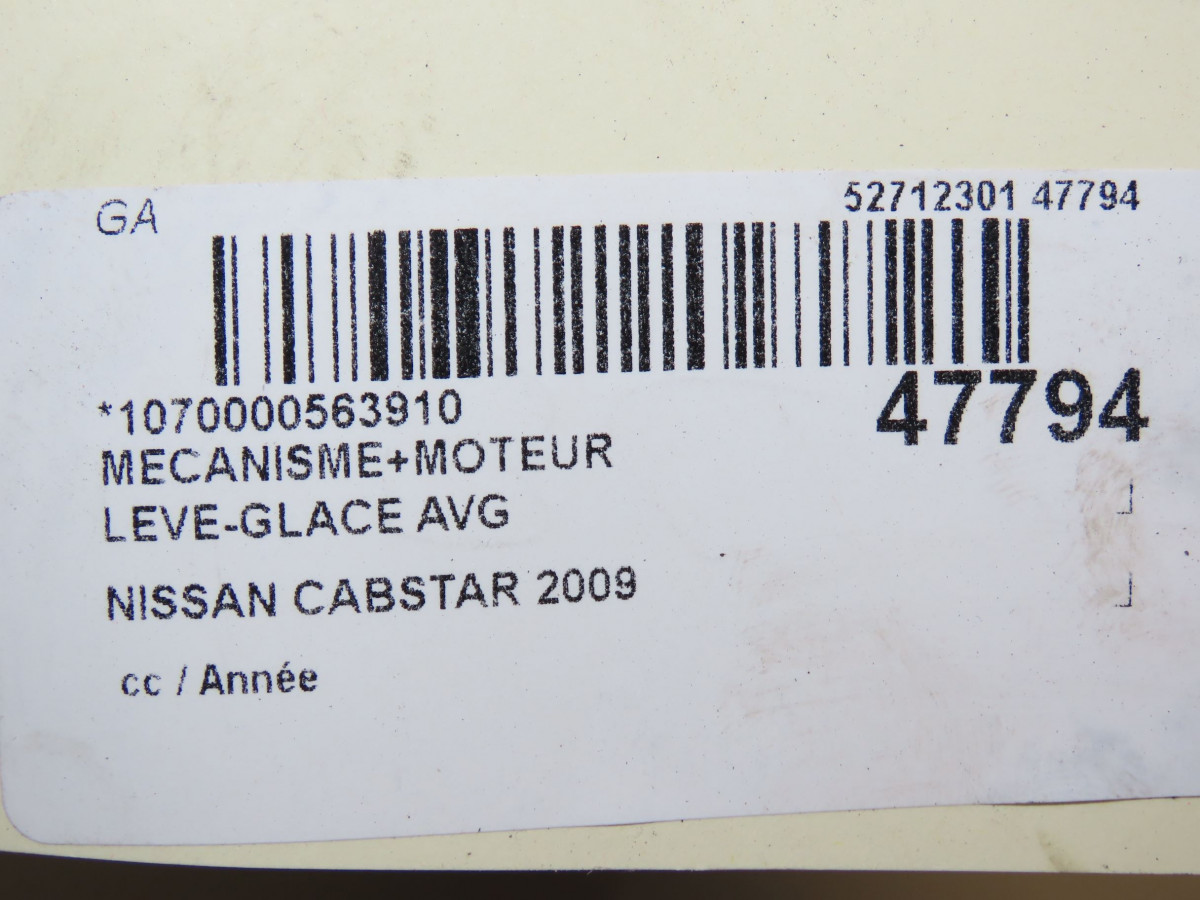 GA
52712301 47794
*1070000563910
47794
MECANISME+MOTEUR
LEVE-GLACE AVG
NISSAN CABSTAR 2009
cc / Année